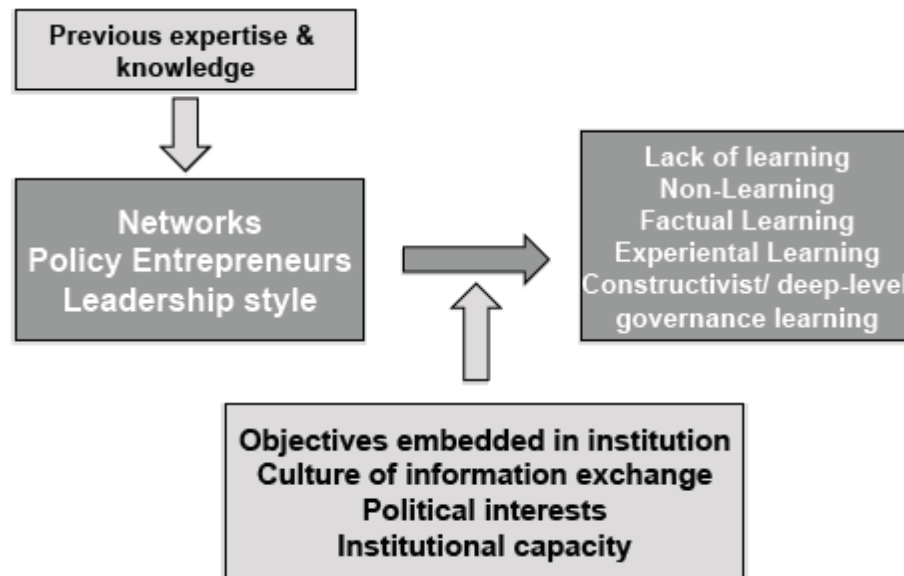 Previous expertise &
knowledge
Networks
Policy Entrepreneurs
Leadership style
Lack of learning
Non-Learning
Factual Learning
Experiental Learning
Constructivist/ deep-level
governance learning
Objectives embedded in institution
Culture of information exchange
Political interests
Institutional capacity